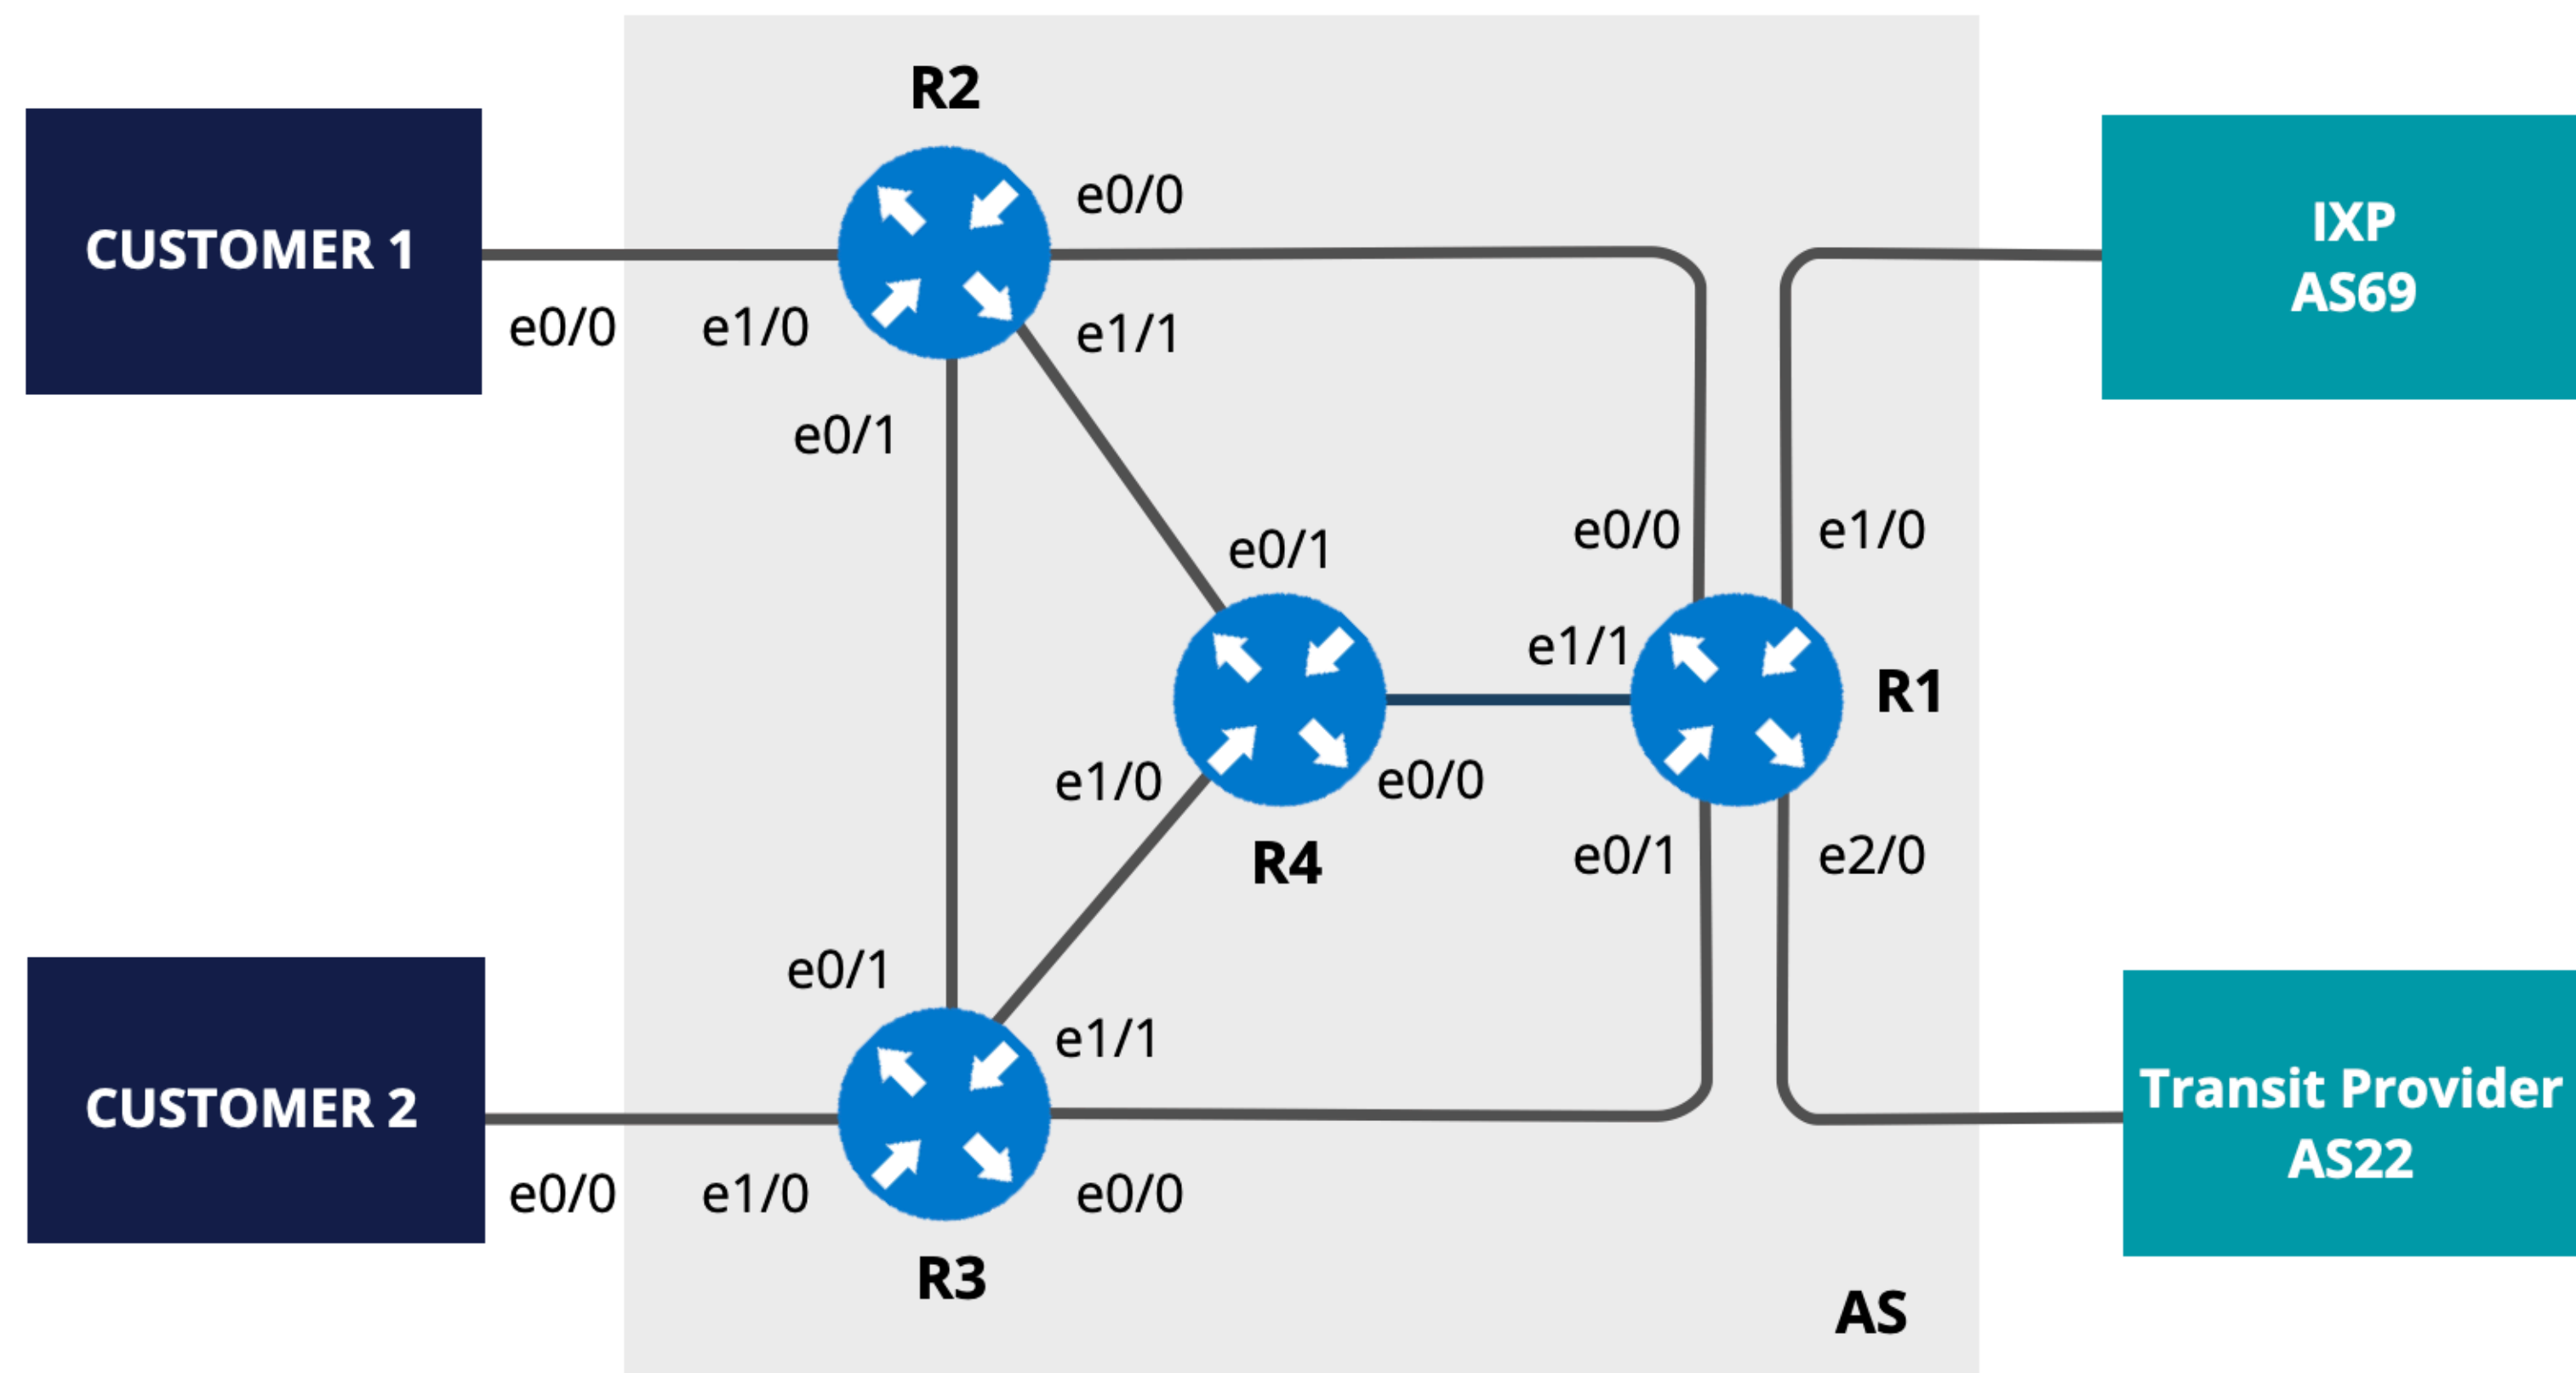 R2
CUSTOMER 1
e0/0
e1/0
e0/0
e1/1
e0/1
IXP
AS69
e0/1
e0/0
e1/0
e1/1
R1
e1/0
e0/0
R4
e0/1
e2/0
CUSTOMER 2
e0/0
e1/0
e0/1
e1/1
e0/0
R3
Transit Provider
AS22
AS